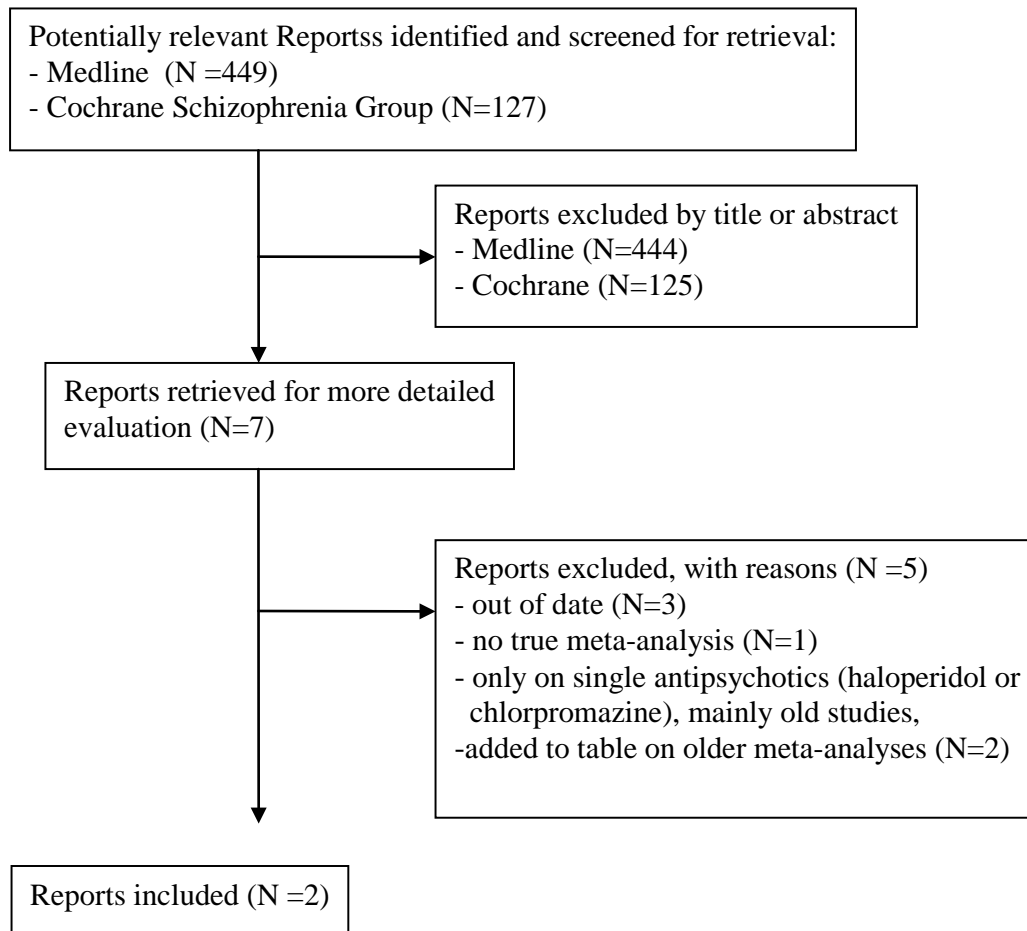 Potentially relevant Reportss identified and screened for retrieval:
- Medline (N =449)
- Cochrane Schizophrenia Group (N=127)
Reports excluded by title or abstract
- Medline (N=444)
- Cochrane (N=125)
Reports retrieved for more detailed
evaluation (N=7)
Reports excluded, with reasons (N =5)
- out of date (N=3)
- no true meta-analysis (N=1)
- only on single antipsychotics (haloperidol or
chlorpromazine), mainly old studies,
-added to table on older meta-analyses (N=2)
Reports included (N =2)